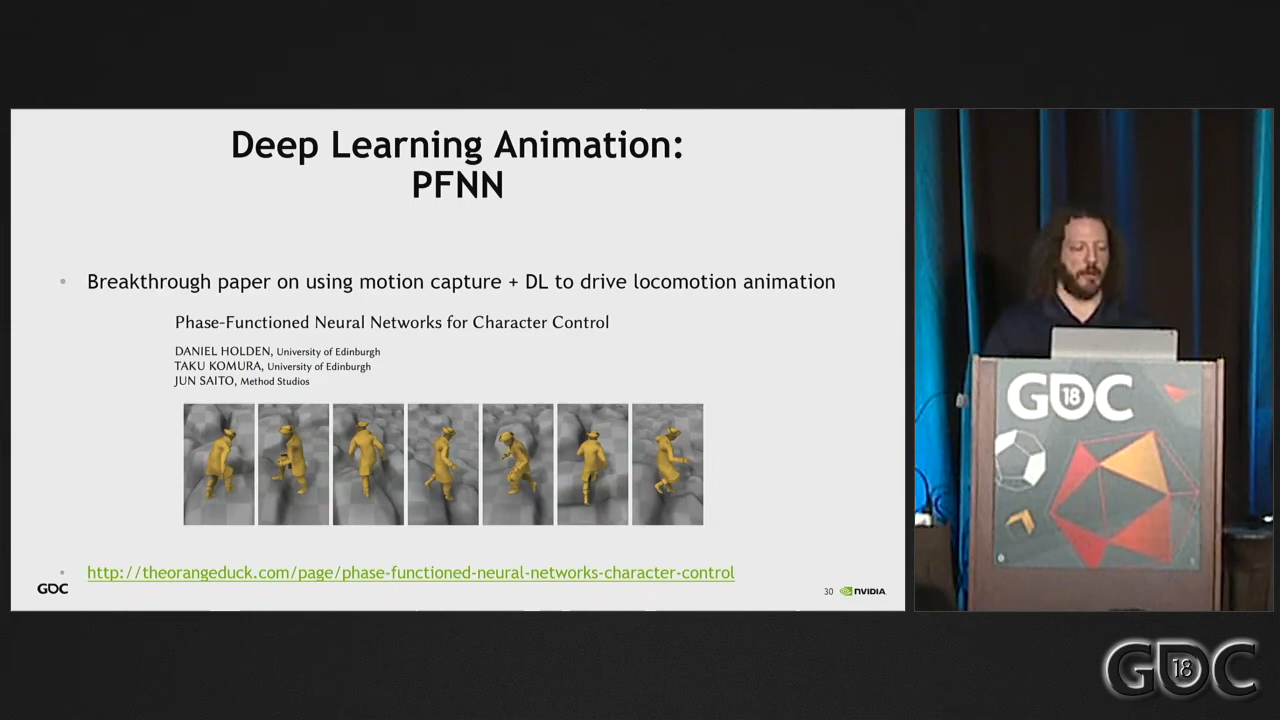 Deep Learning Animation:
PFNN
• Breakthrough paper on using motion capture + DL to drive locomotion animation
Phase-Functioned Neural Networks for Character Control
DANIEL HOLDEN, University of Edinburgh
TAKU KOMURA, University of Edinburgh
JUN SAITO, Method Studios
• http://theorangeduck.com/page/phase-functioned-neural-networks-character-control
GDC
30 NVIDIA
GDC
18
GDC
18